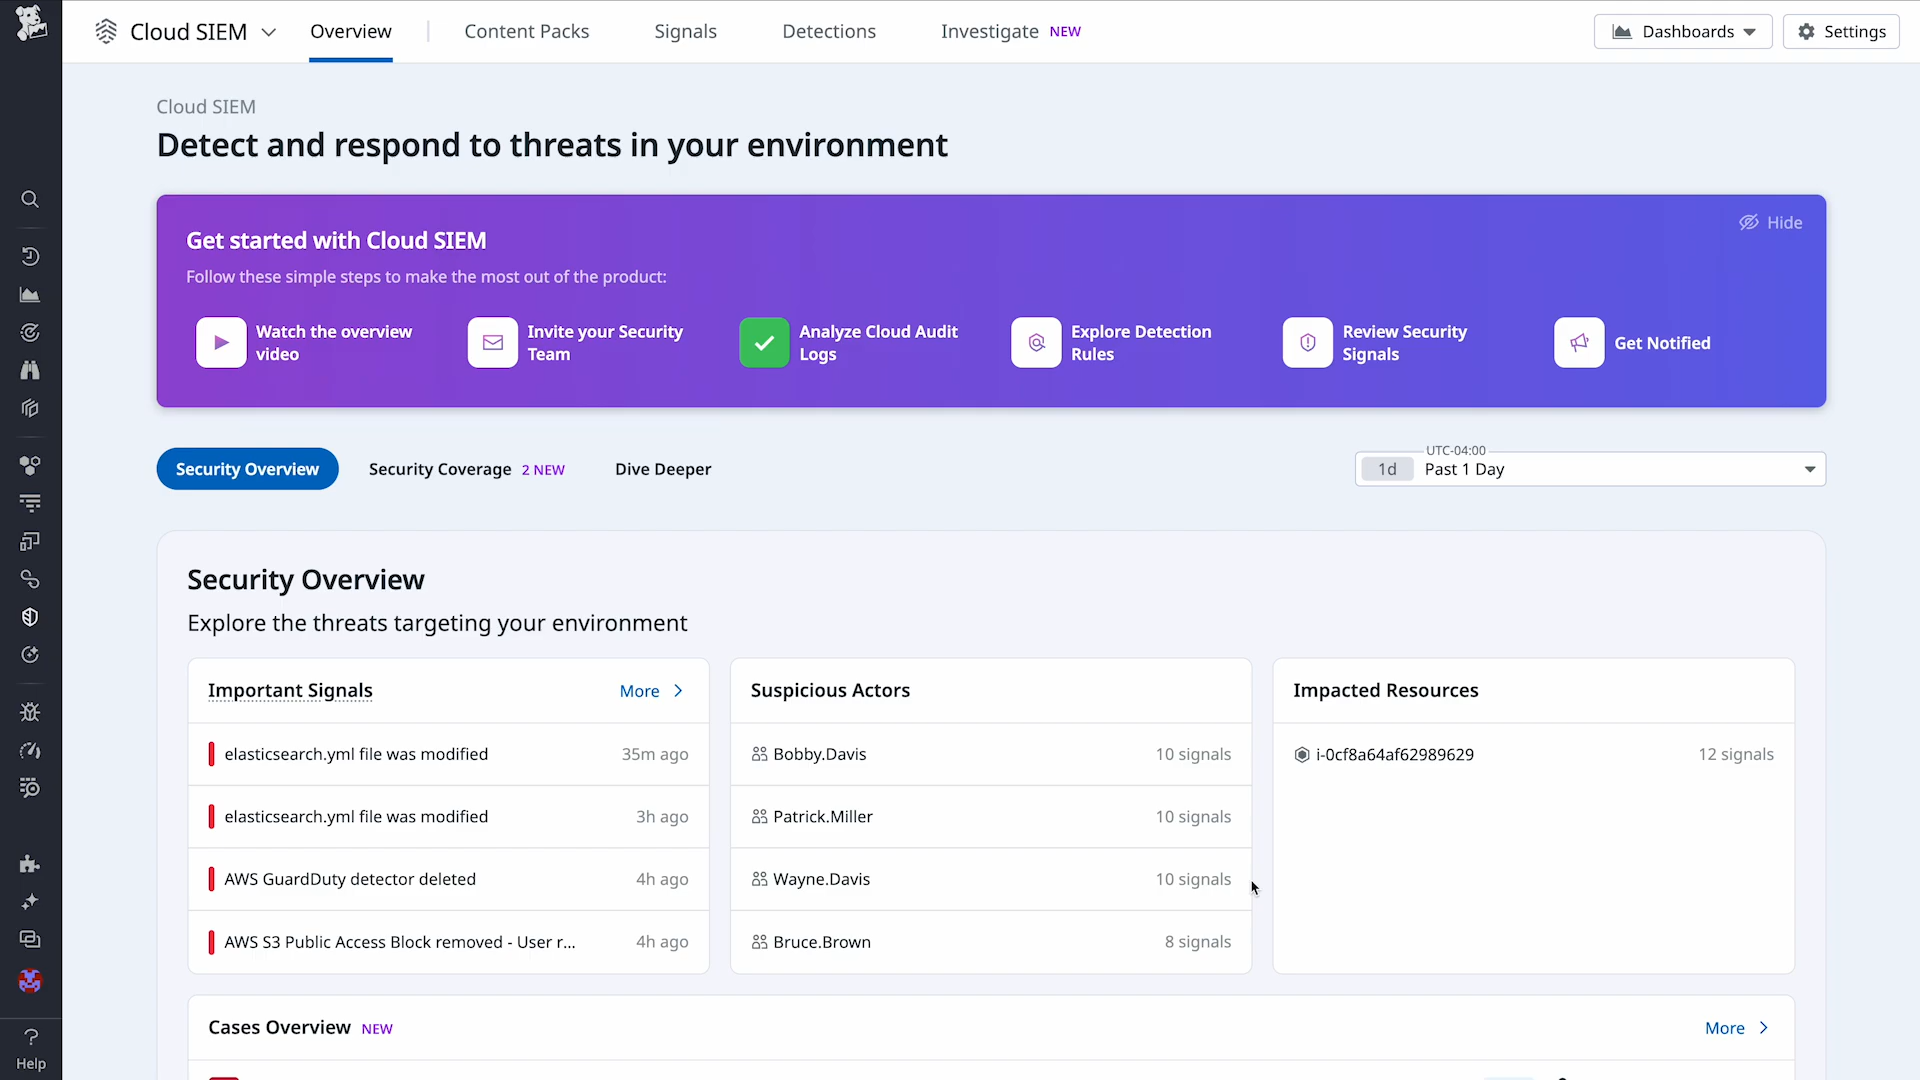 Cloud SIEM
Overview
Content Packs
Signals
Detections
Investigate NEW
Dashboards
Settings
Cloud SIEM
Detect and respond to threats in your environment
Hide
Get started with Cloud SIEM
Follow these simple steps to make the most out of the product:
Watch the overview
video
Invite your Security
Team
Analyze Cloud Audit
Logs
Explore Detection
Rules
Review Security
Signals
Get Notified
Security Overview
Security Coverage 2 NEW
Dive Deeper
UTC-04:00
1d Past 1 Day
Security Overview
Explore the threats targeting your environment
Important Signals More
elasticsearch.yml file was modified 35m ago
elasticsearch.yml file was modified 3h ago
AWS GuardDuty detector deleted 4h ago
AWS S3 Public Access Block removed - User r... 4h ago
Suspicious Actors
Bobby.Davis 10 signals
Patrick.Miller 10 signals
Wayne.Davis 10 signals
Bruce.Brown 8 signals
Impacted Resources
i-0cf8a64af62989629 12 signals
Cases Overview NEW More
Help